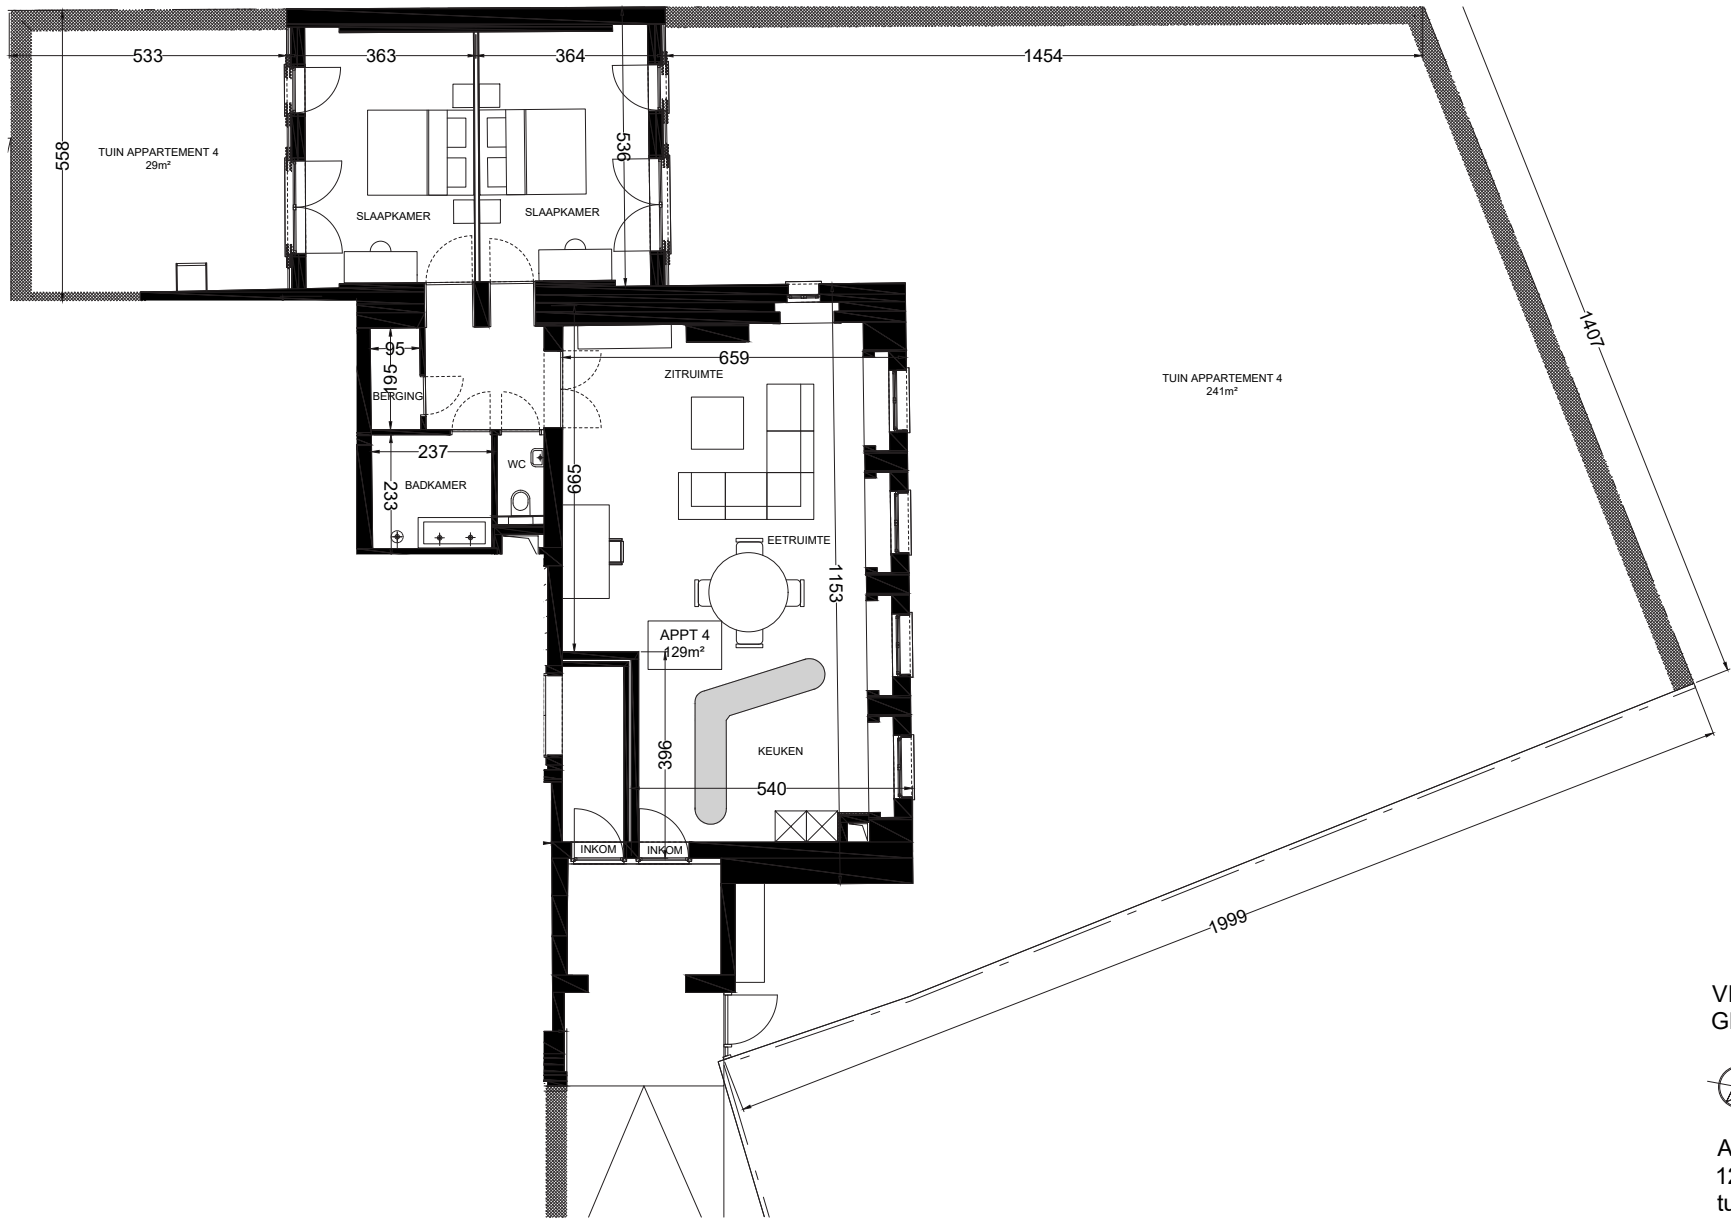 533
363
364
1454
558
TUIN APPARTEMENT 4
29m²
536
SLAAPKAMER
SLAAPKAMER
1407
95
195
BERGING
659
ZITRUIMTE
TUIN APPARTEMENT 4
241m²
237
233
BADKAMER
WC
695
EETRUIMTE
1153
APPT 4
129m²
396
KEUKEN
540
INKOM
INKOM
1999